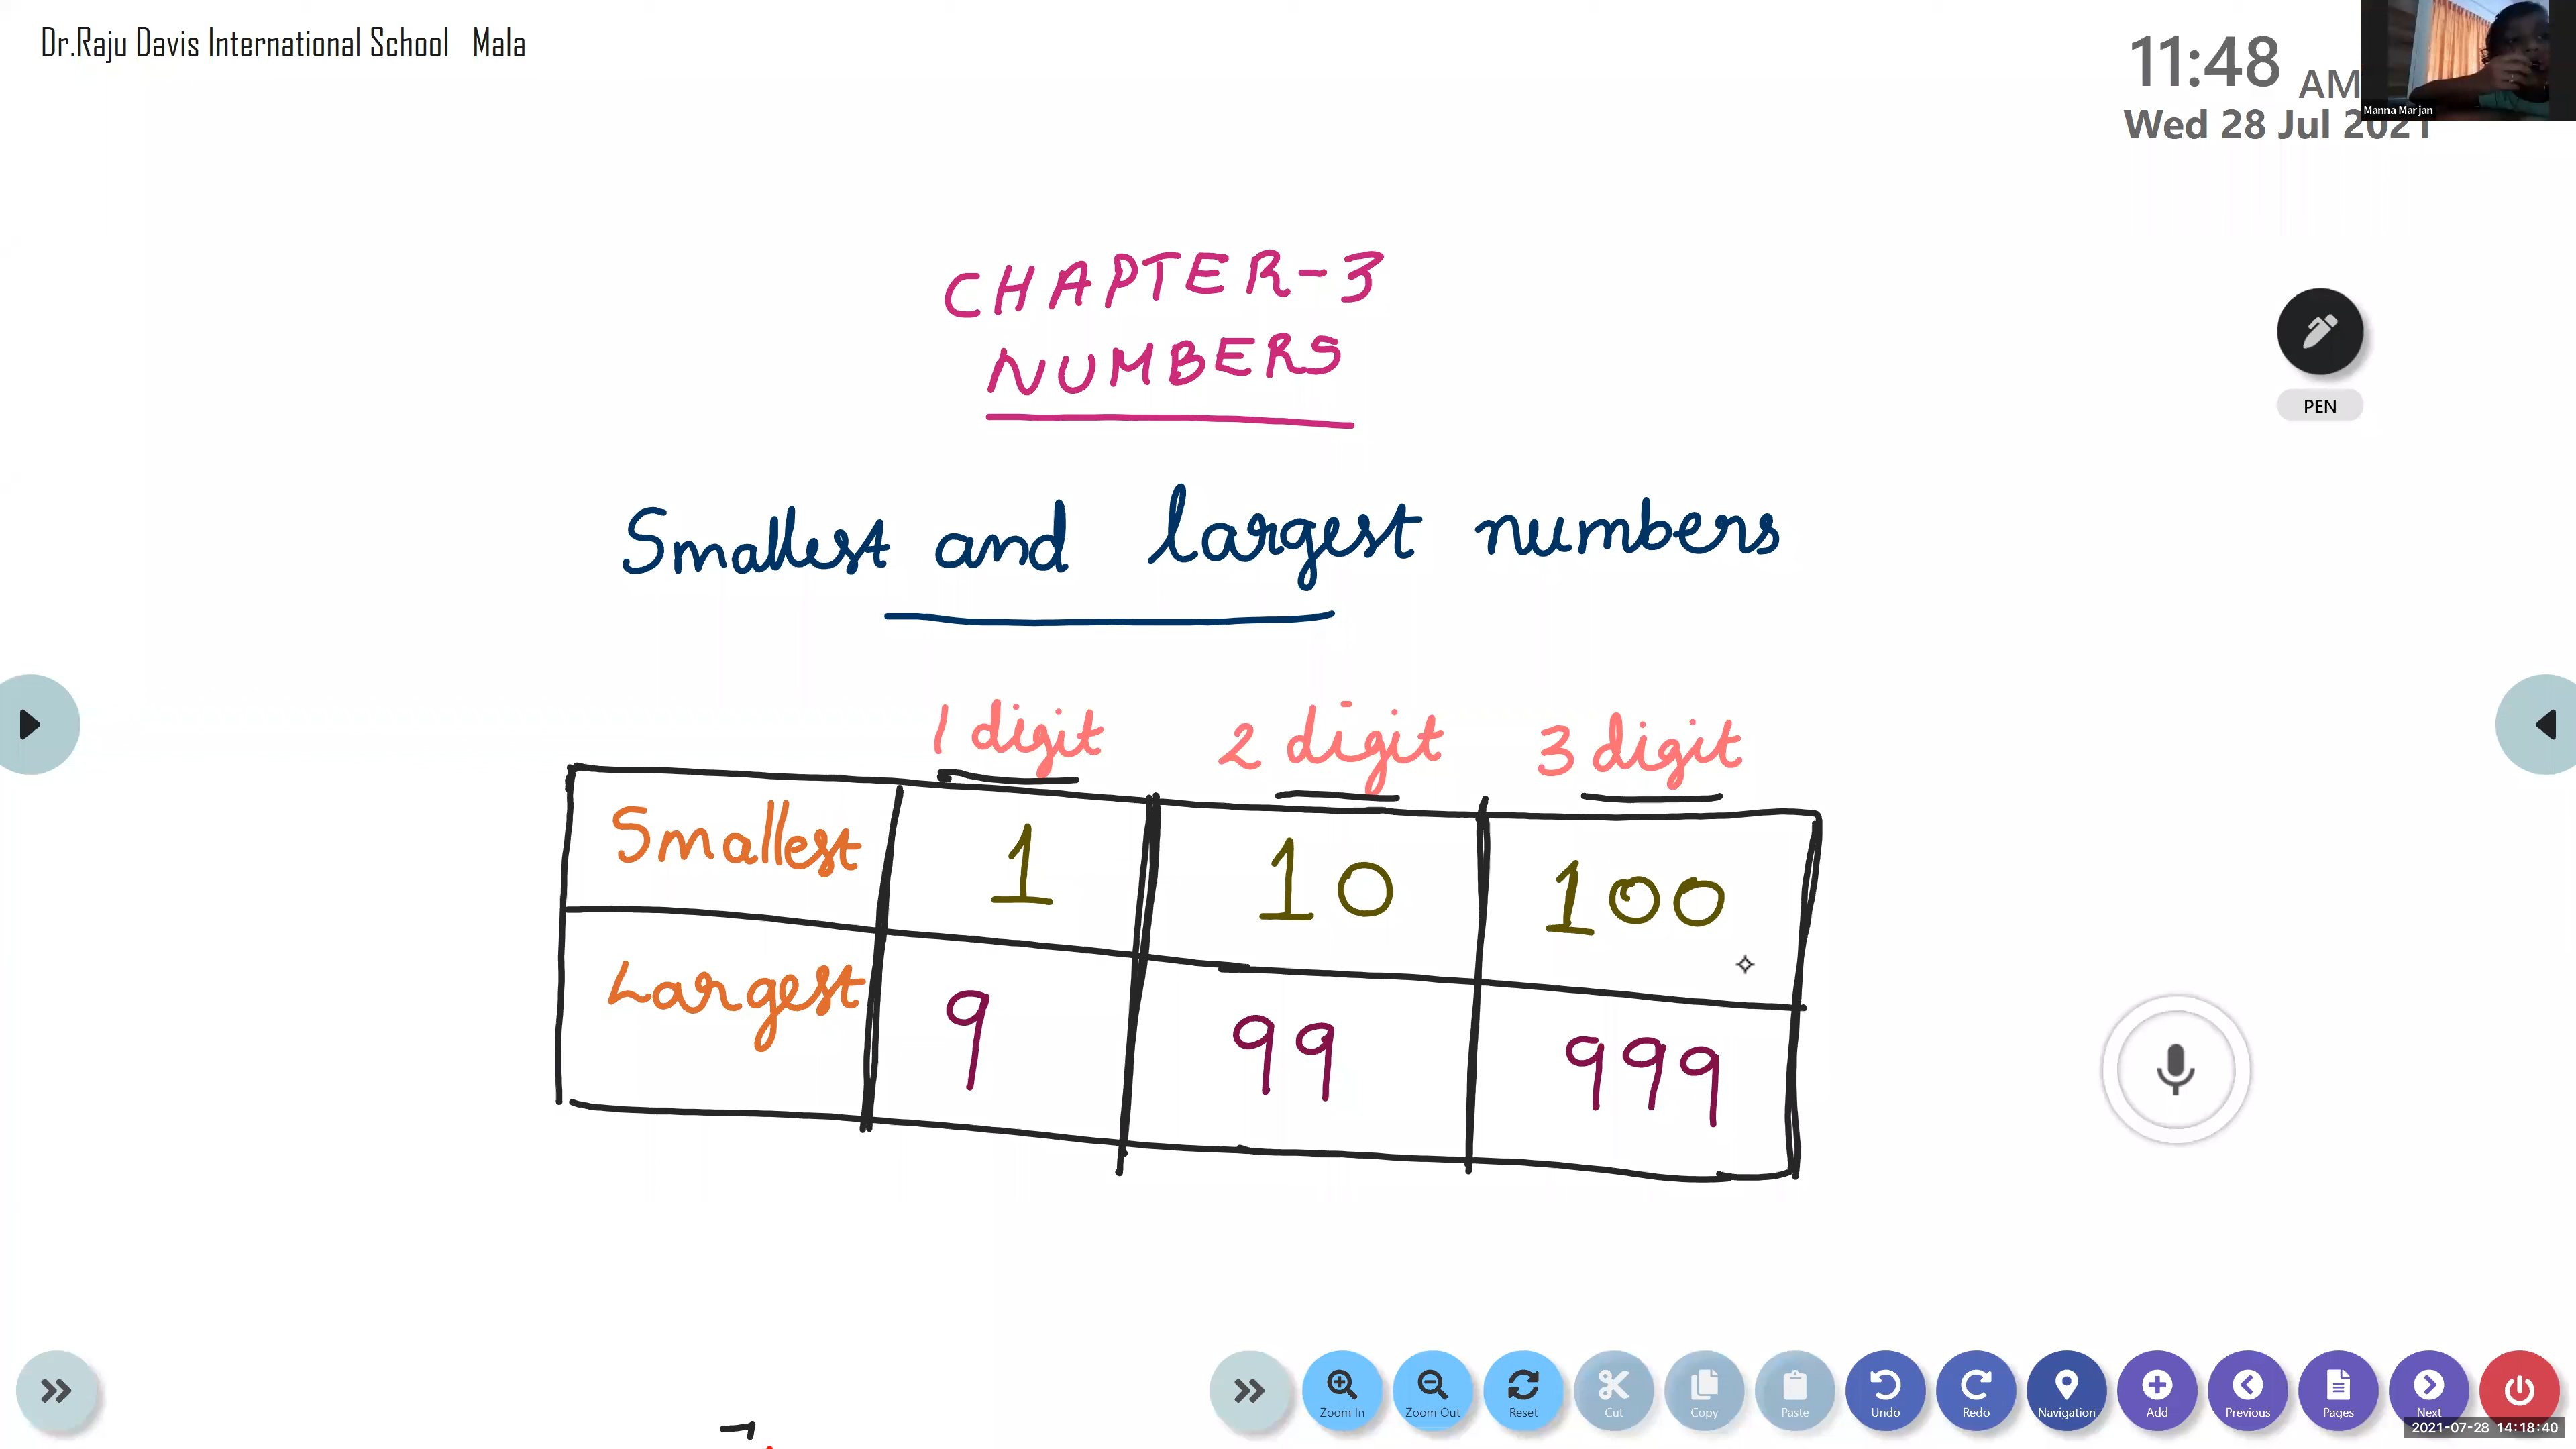 Dr.Raju Davis International School Mala
11:48 AM
Wed 28 Jul 2021
Manna Marjan
CHAPTER-3
NUMBERS
PEN
Smallest and largest numbers
1 digit 2 digit 3 digit
Smallest 1 10 100
Largest 9 99 999
Zoom In Zoom Out Reset Cut Copy Paste Undo Redo Navigation Add Previous Pages Next
2021-07-28 14:18:40